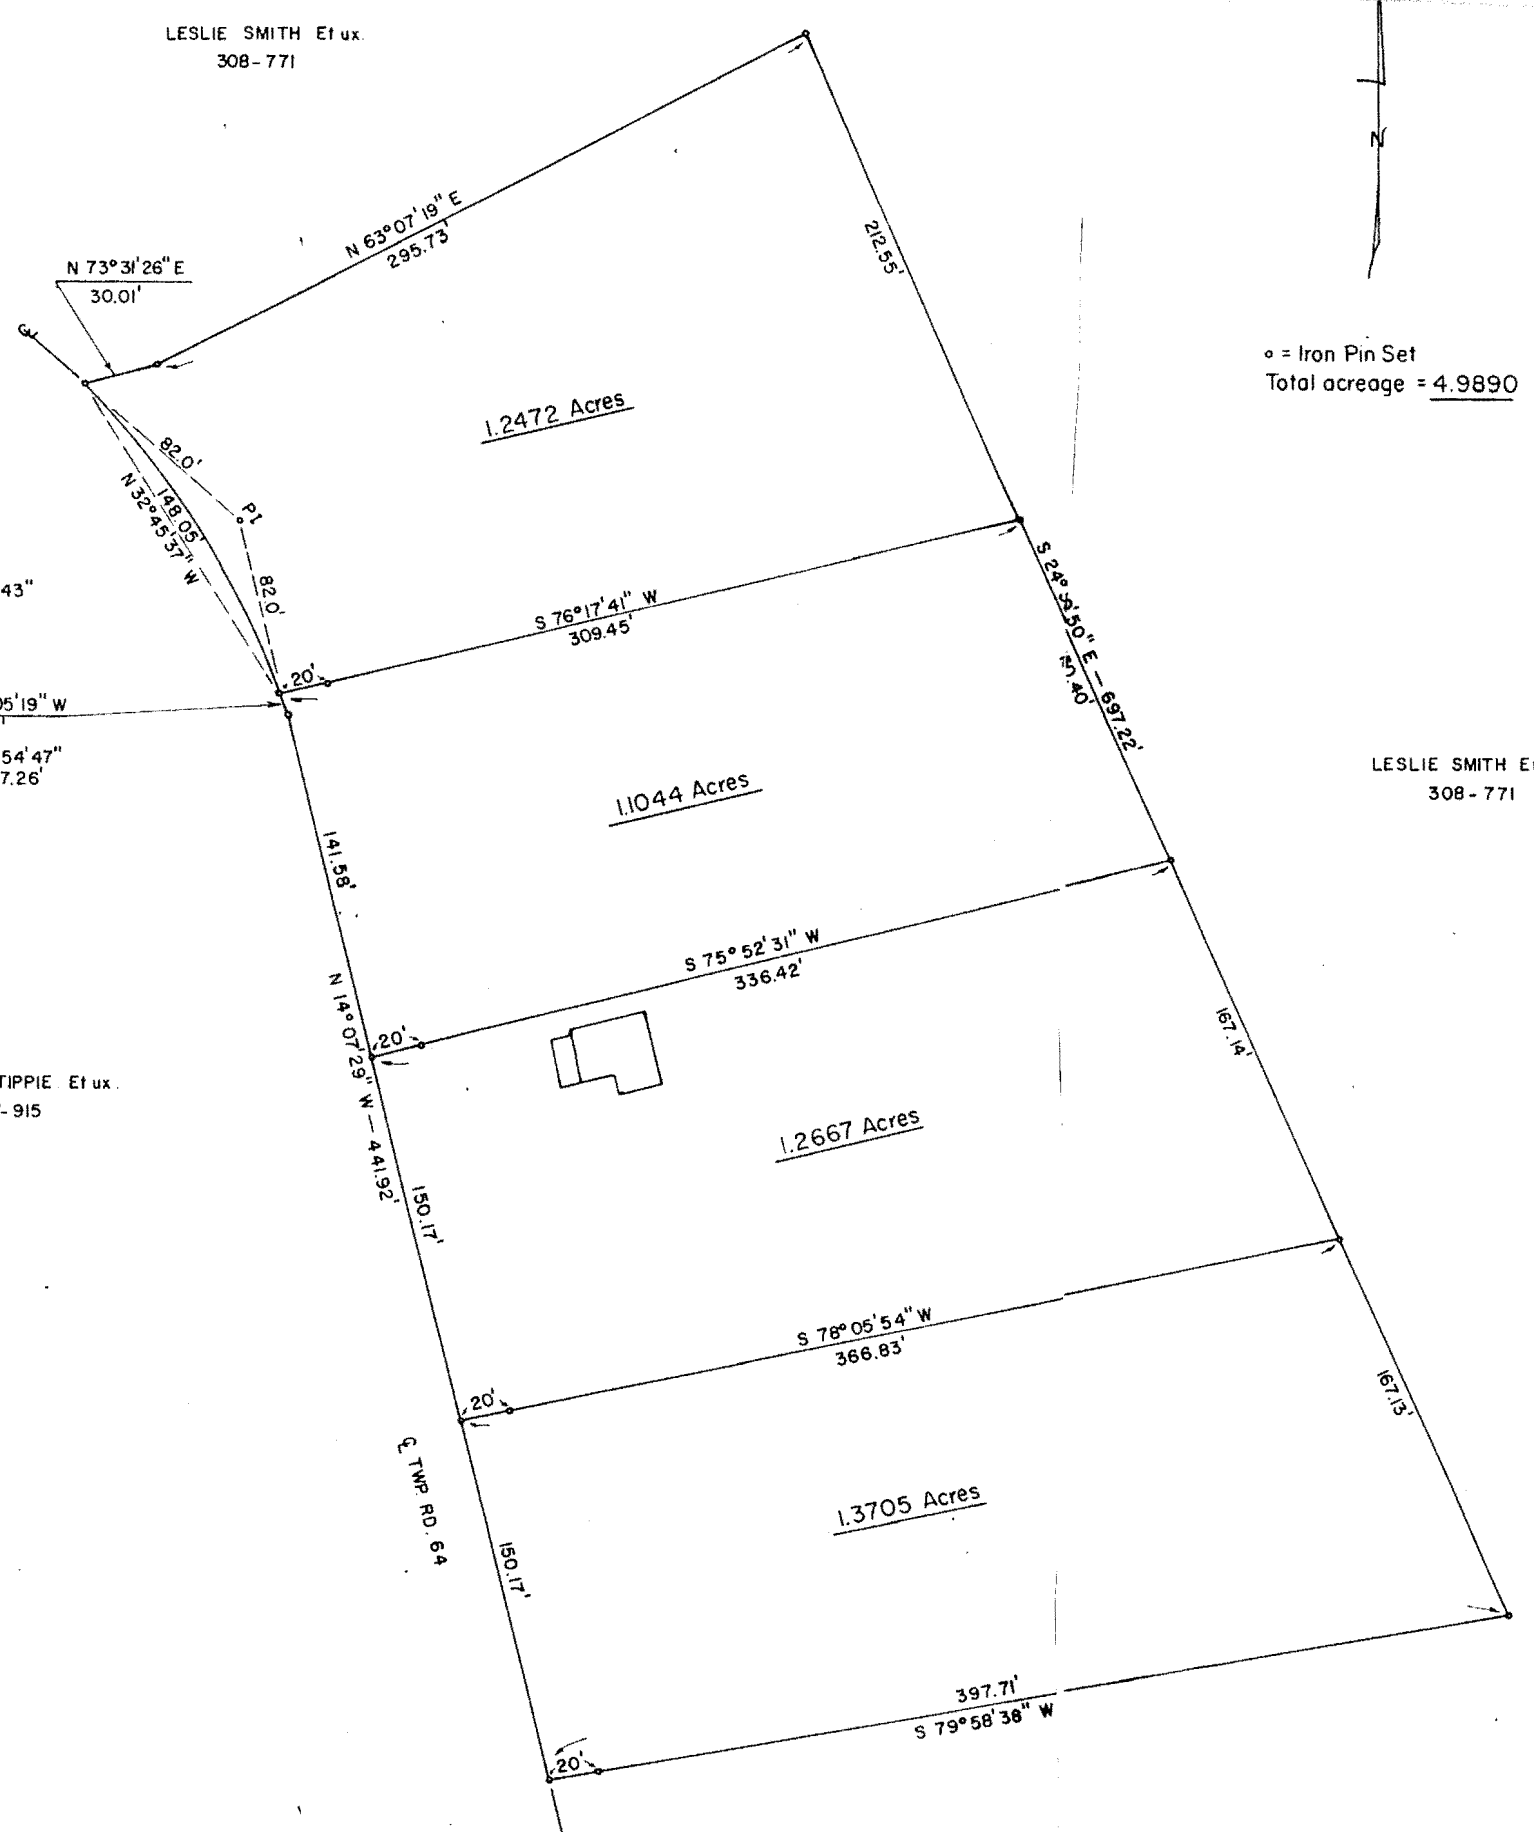 LESLIE SMITH Et ux.
308-771
N
N 63°07'19" E
295.73'
212.55'
N 73°31'26" E
30.01'
o = Iron Pin Set
Total acreage = 4.9890
1.2472 Acres
82.0'
PI
148.05'
N 32°45'37" W
82.0'
43"
S 76°17'41" W
309.45'
20'
S 24° 50" E — 697.22'
.40'
05'19" W
54'47"
7.26'
LESLIE SMITH Et
308-771
1.1044 Acres
141.58'
S 75°52'31" W
336.42'
20'
N 14°07'29" W — 441.92'
167.14'
TIPPIE Et ux.
-915
1.2667 Acres
150.17'
S 78°05'54" W
366.83'
20'
167.13'
℄ TWP. RD. 64
1.3705 Acres
150.17'
397.71'
S 79°58'38" W
20'